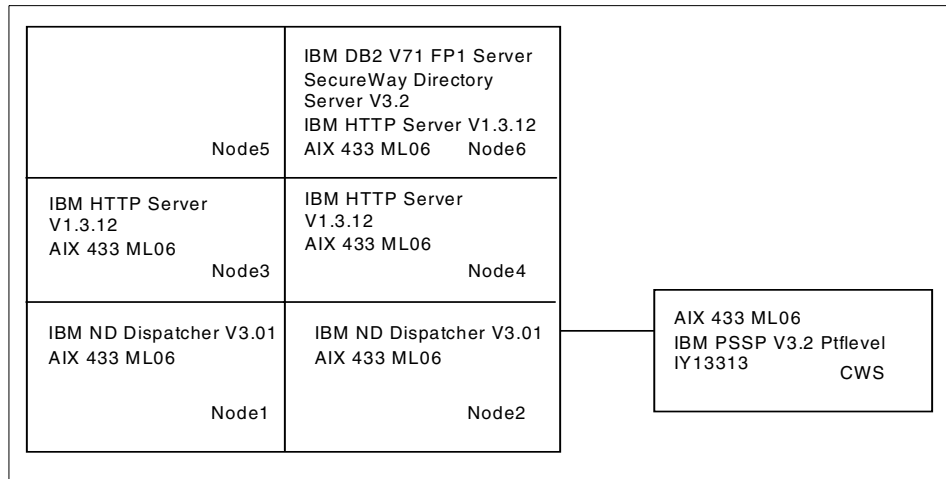 Node5
IBM DB2 V71 FP1 Server
SecureWay Directory
Server V3.2
IBM HTTP Server V1.3.12
AIX 433 ML06 Node6
IBM HTTP Server
V1.3.12
AIX 433 ML06
Node3
IBM HTTP Server
V1.3.12
AIX 433 ML06
Node4
IBM ND Dispatcher V3.01
AIX 433 ML06
Node1
IBM ND Dispatcher V3.01
AIX 433 ML06
Node2
AIX 433 ML06
IBM PSSP V3.2 Ptflevel
IY13313
CWS